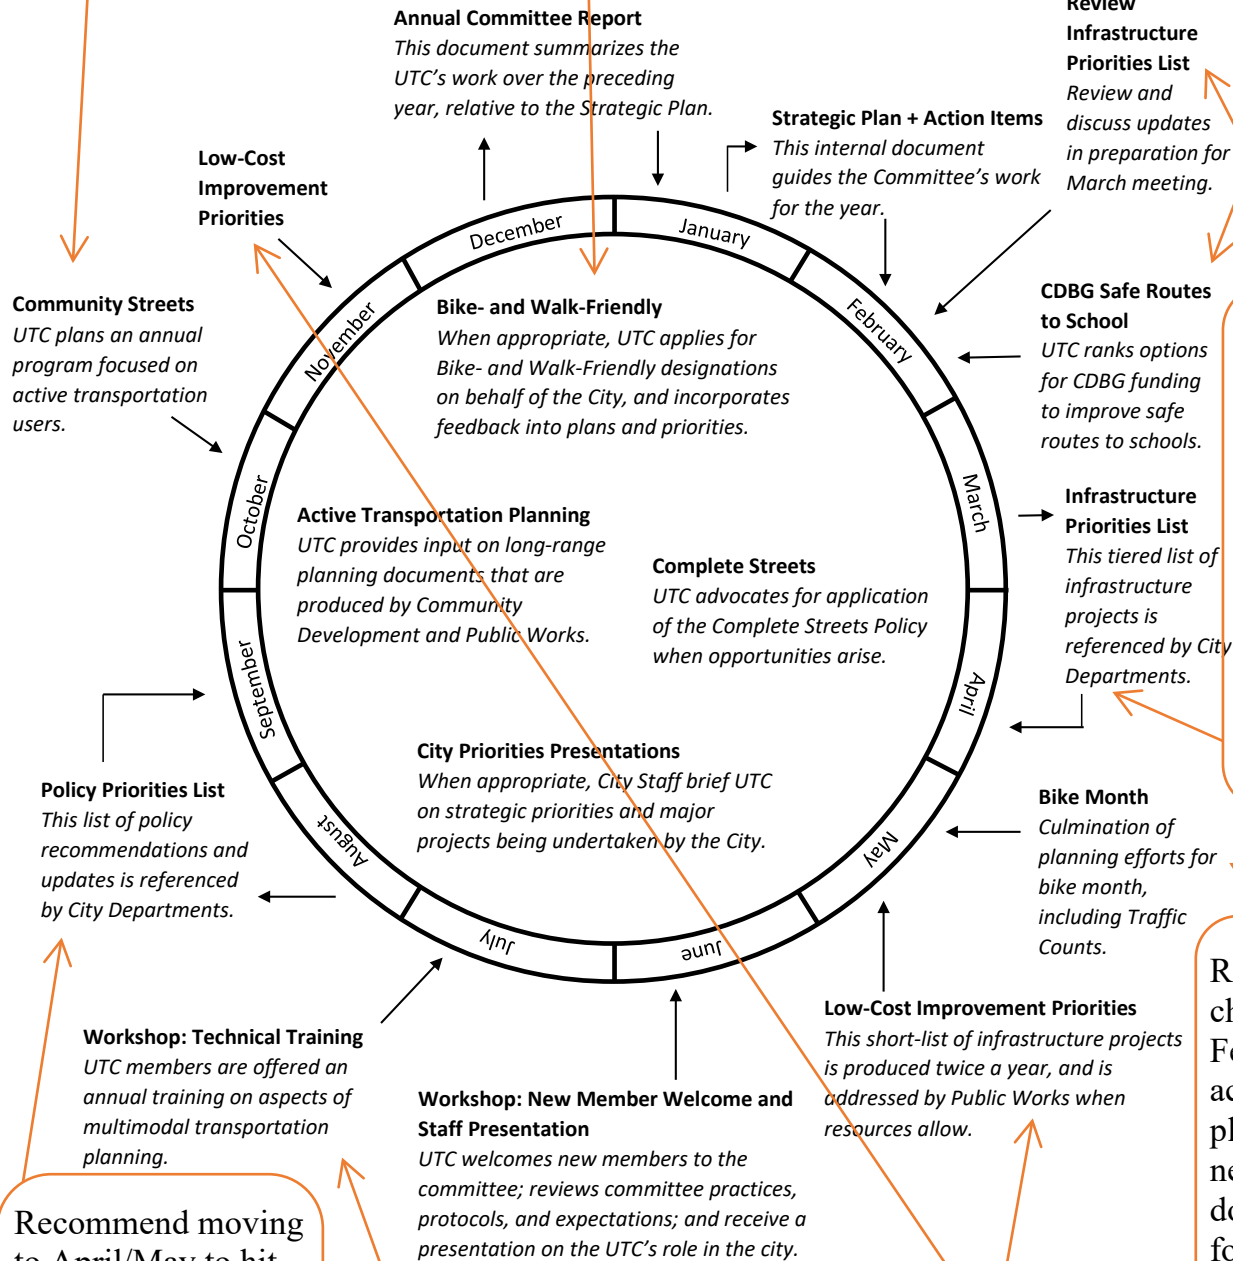 Annual Committee Report
This document summarizes the
UTC's work over the preceding
year, relative to the Strategic Plan.
Review
Infrastructure
Priorities List
Review and
discuss updates
in preparation for
March meeting.
Strategic Plan + Action Items
This internal document
guides the Committee's work
for the year.
Low-Cost
Improvement
Priorities
December
January
February
March
April
May
June
July
August
September
October
November
Community Streets
UTC plans an annual
program focused on
active transportation
users.
Bike- and Walk-Friendly
When appropriate, UTC applies for
Bike- and Walk-Friendly designations
on behalf of the City, and incorporates
feedback into plans and priorities.
CDBG Safe Routes
to School
UTC ranks options
for CDBG funding
to improve safe
routes to schools.
Active Transportation Planning
UTC provides input on long-range
planning documents that are
produced by Community
Development and Public Works.
Complete Streets
UTC advocates for application
of the Complete Streets Policy
when opportunities arise.
Infrastructure
Priorities List
This tiered list of
infrastructure
projects is
referenced by City
Departments.
City Priorities Presentations
When appropriate, City Staff brief UTC
on strategic priorities and major
projects being undertaken by the City.
Policy Priorities List
This list of policy
recommendations and
updates is referenced
by City Departments.
Bike Month
Culmination of
planning efforts for
bike month,
including Traffic
Counts.
Workshop: Technical Training
UTC members are offered an
annual training on aspects of
multimodal transportation
planning.
Workshop: New Member Welcome and
Staff Presentation
UTC welcomes new members to the
committee; reviews committee practices,
protocols, and expectations; and receive a
presentation on the UTC's role in the city.
Low-Cost Improvement Priorities
This short-list of infrastructure projects
is produced twice a year, and is
addressed by Public Works when
resources allow.
Recommend moving
to April/May to hit